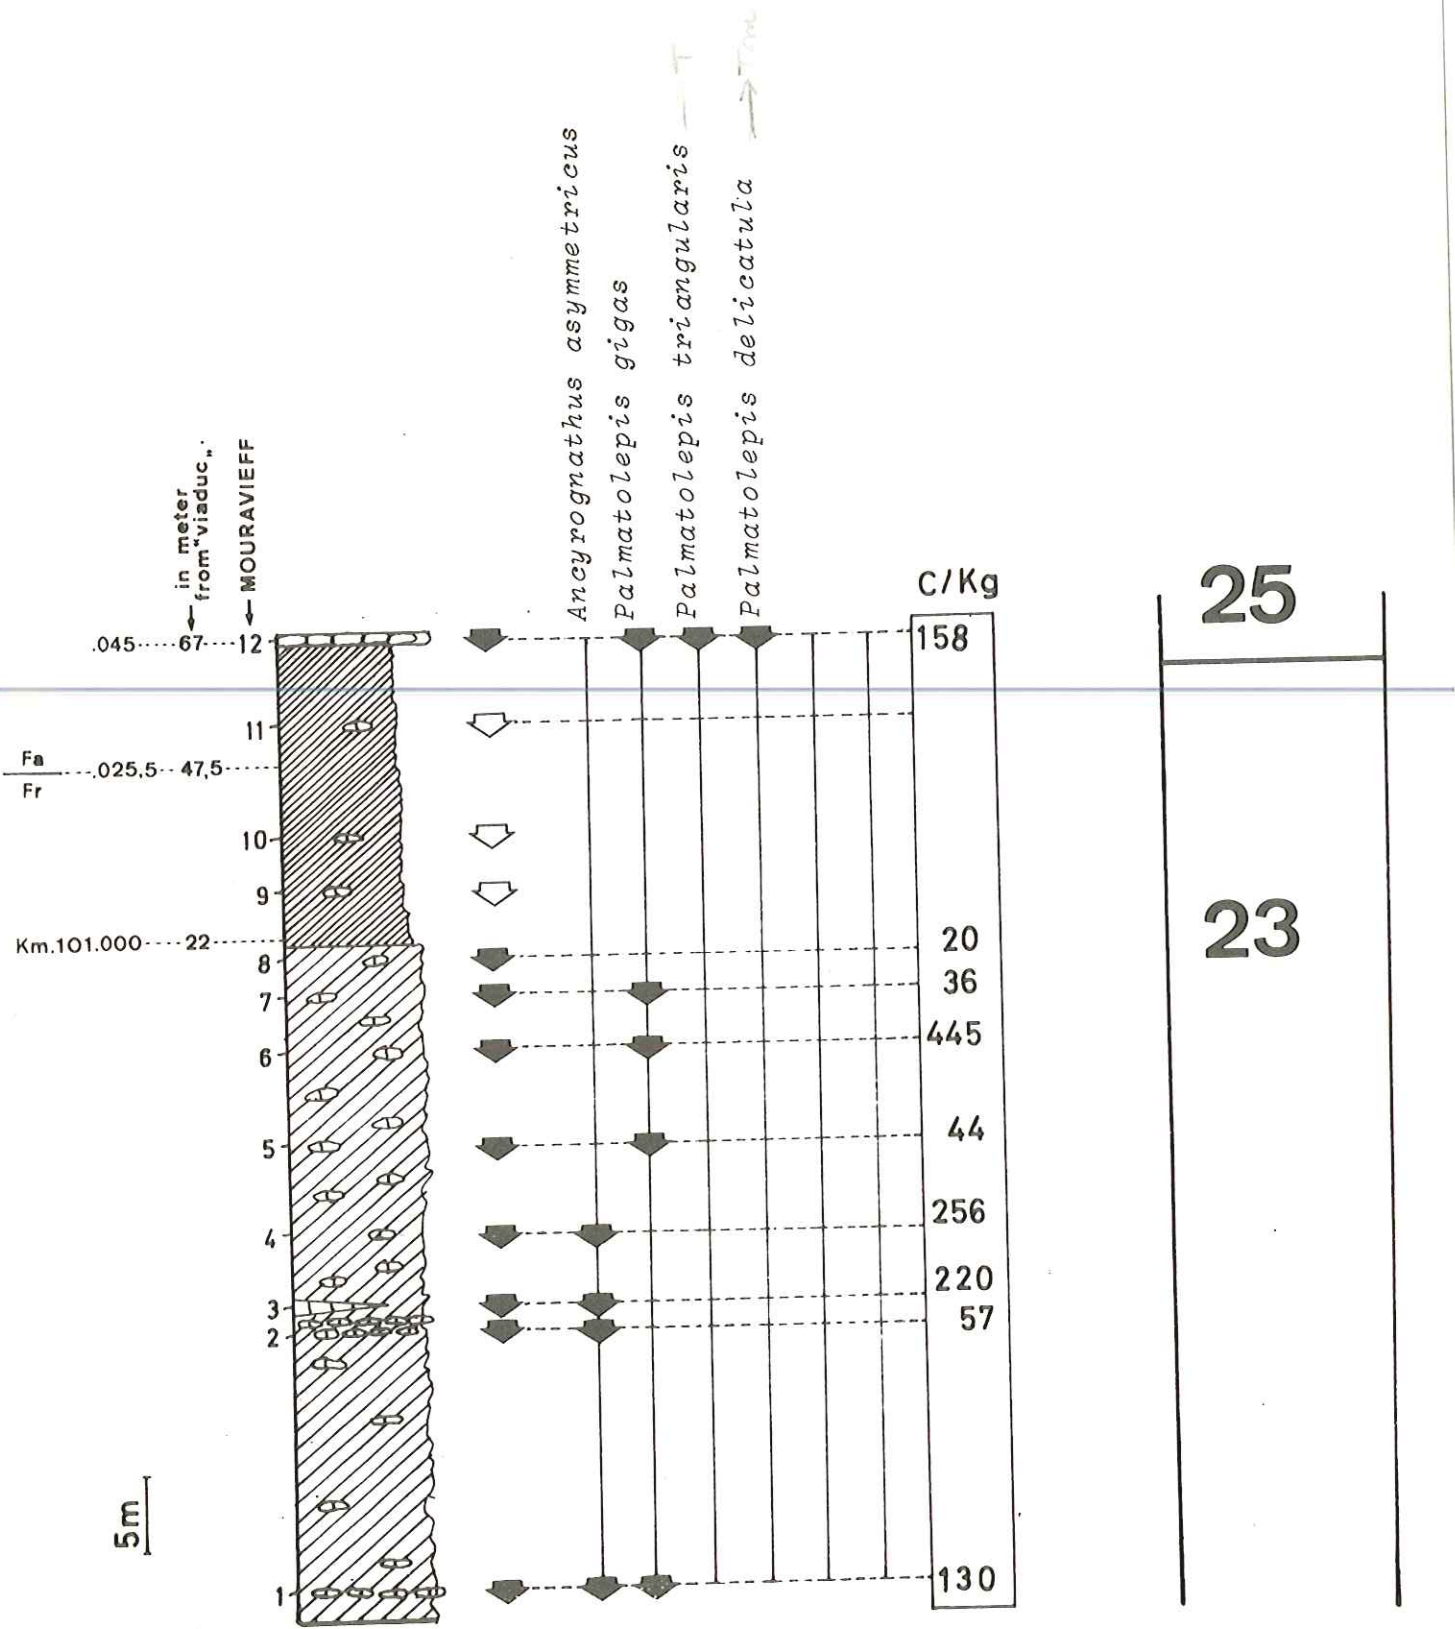 Ancyrognathus asymmetricus
Palmatolepis gigas
Palmatolepis triangularis
Palmatolepis delicatula
in meter
from "viaduc„
MOURAVIEFF
C/Kg
25
.045 67 12
158
11
Fa
.025,5 47,5
Fr
10
9
23
Km.101.000 22
20
8
36
7
445
6
44
5
256
4
220
3
57
2
5m
1
130